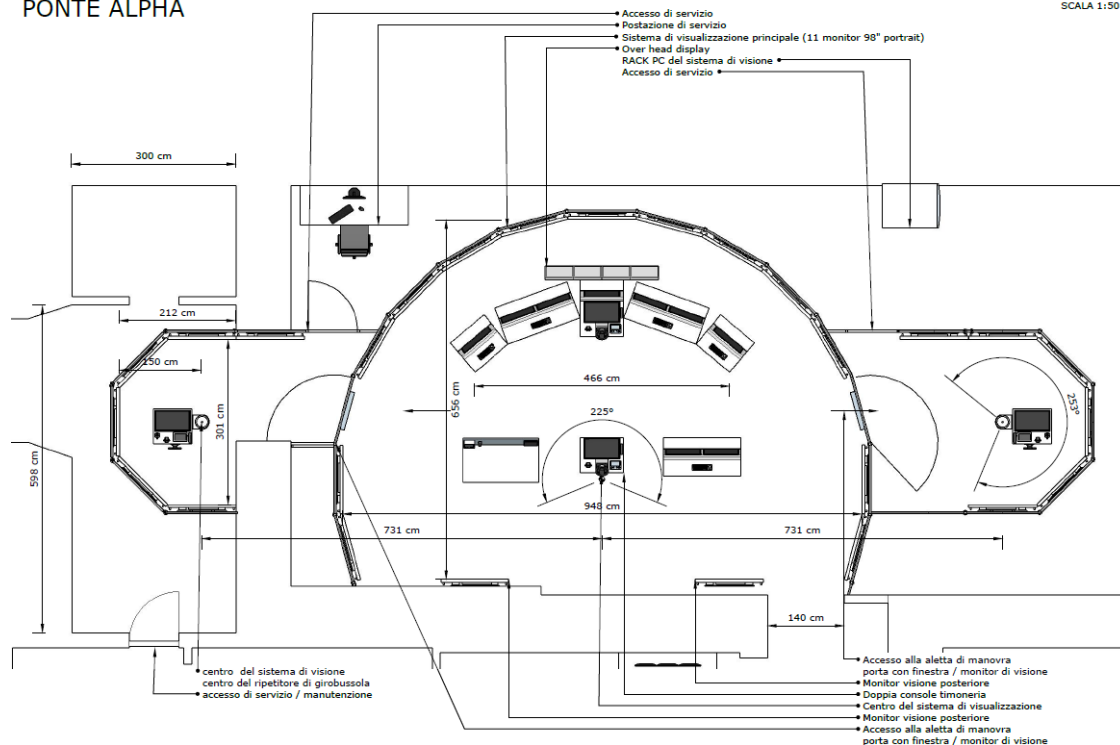 PONTE ALPHA
SCALA 1:50
Accesso di servizio
Postazione di servizio
Sistema di visualizzazione principale (11 monitor 98" portrait)
Over head display
RACK PC del sistema di visione
Accesso di servizio
300 cm
212 cm
150 cm
301 cm
598 cm
656 cm
466 cm
225°
253°
948 cm
731 cm
731 cm
140 cm
centro del sistema di visione
centro del ripetitore di girobussola
accesso di servizio / manutenzione
Accesso alla aletta di manovra
porta con finestra / monitor di visione
Monitor visione posteriore
Doppia console timoneria
Centro del sistema di visualizzazione
Monitor visione posteriore
Accesso alla aletta di manovra
porta con finestra / monitor di visione